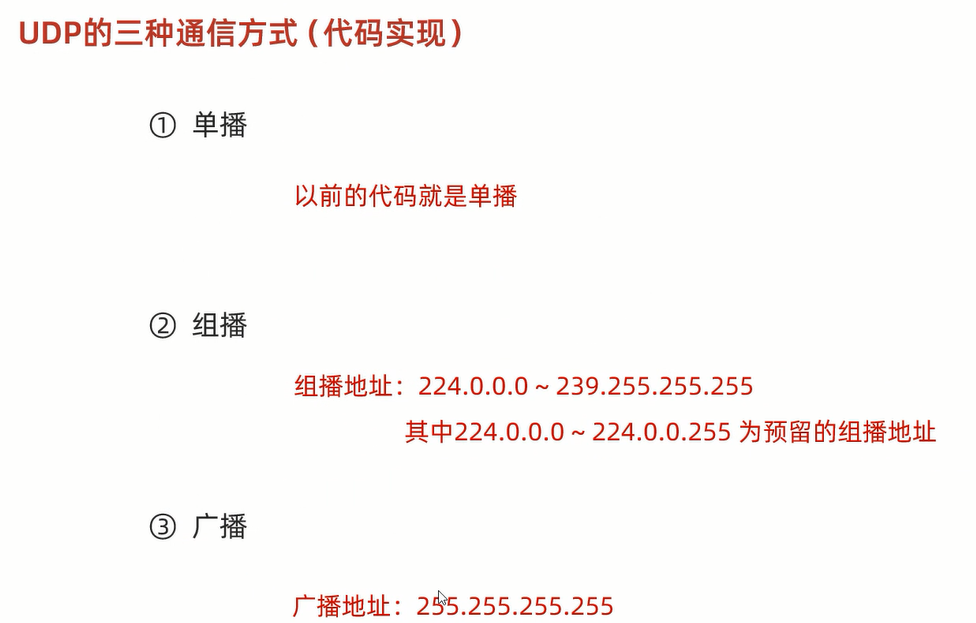 UDP的三种通信方式（代码实现）
① 单播
以前的代码就是单播
② 组播
组播地址：224.0.0.0 ~ 239.255.255.255
其中224.0.0.0 ~ 224.0.0.255 为预留的组播地址
③ 广播
广播地址：255.255.255.255